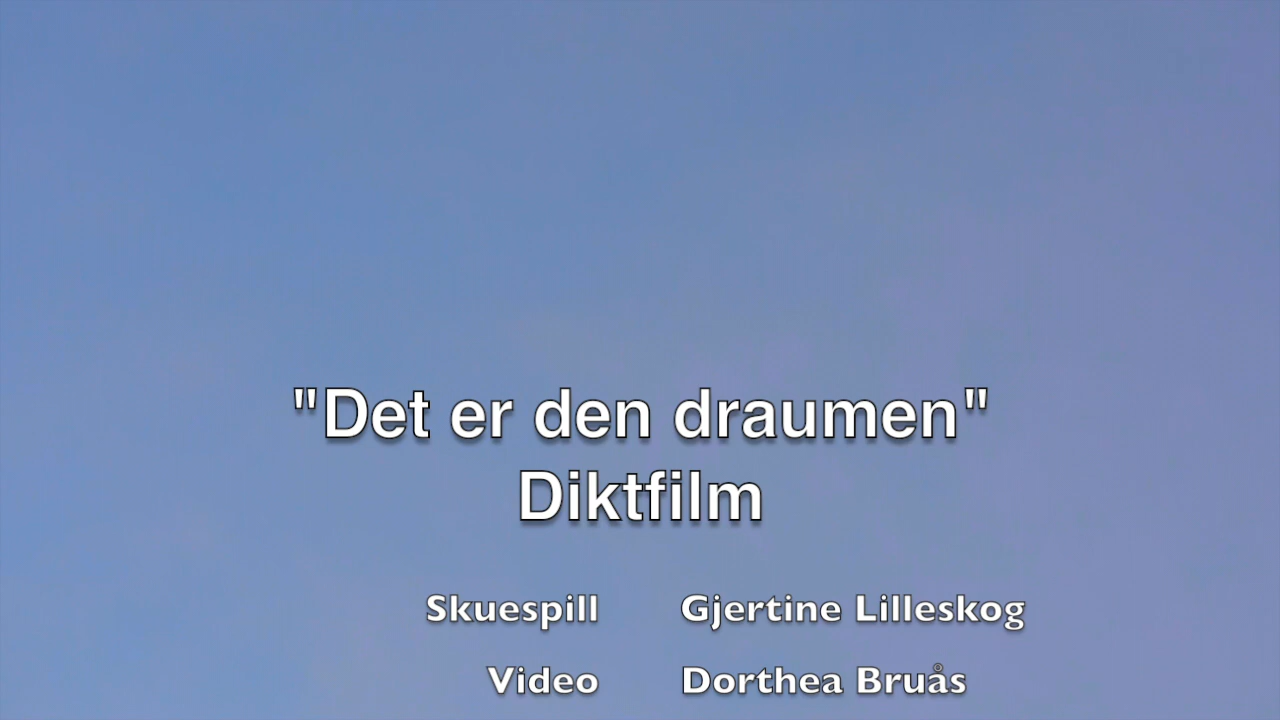 "Det er den draumen"
Diktfilm
Skuespill Gjertine Lilleskog
Video Dorthea Bruås